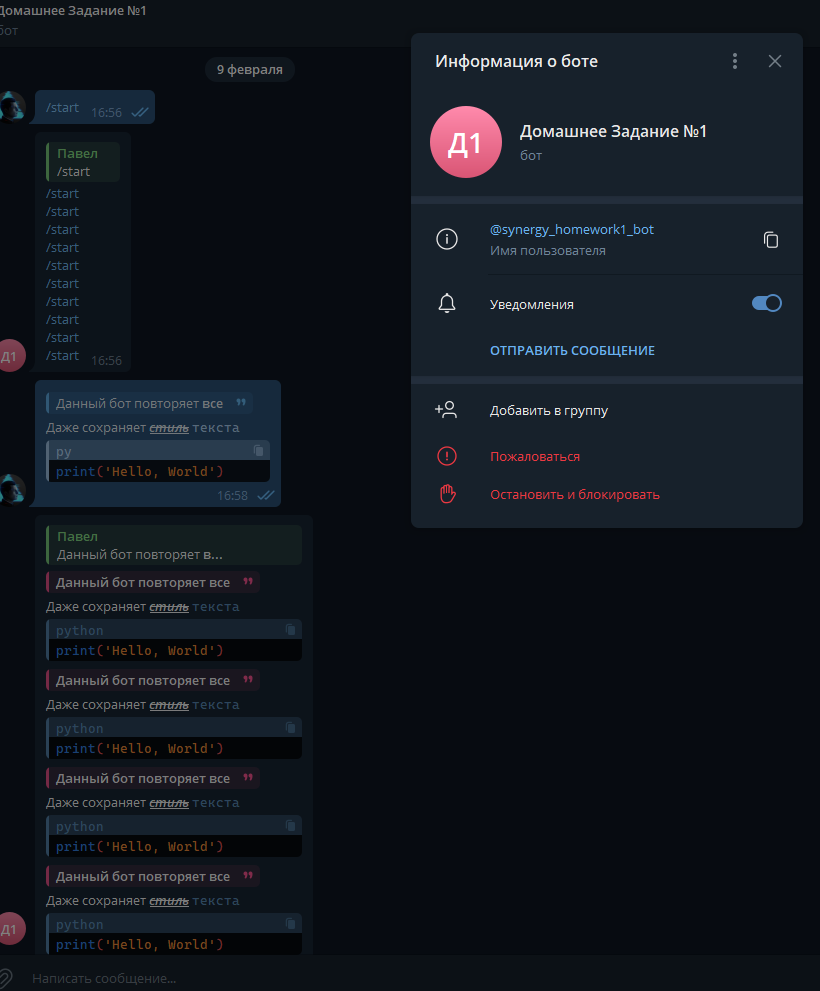 Домашнее Задание №1
бот
9 февраля
/start
16:56
Павел
/start
/start
/start
/start
/start
/start
/start
/start
/start
/start
/start
16:56
Д1
Данный бот повторяет все
Даже сохраняет стиль текста
py
print('Hello, World')
16:58
Павел
Данный бот повторяет в...
Данный бот повторяет все
Даже сохраняет стиль текста
python
print('Hello, World')
Данный бот повторяет все
Даже сохраняет стиль текста
python
print('Hello, World')
Данный бот повторяет все
Даже сохраняет стиль текста
python
print('Hello, World')
Данный бот повторяет все
Даже сохраняет стиль текста
python
print('Hello, World')
Д1
Написать сообщение...
Информация о боте
Д1
Домашнее Задание №1
бот
@synergy_homework1_bot
Имя пользователя
Уведомления
ОТПРАВИТЬ СООБЩЕНИЕ
Добавить в группу
Пожаловаться
Остановить и блокировать